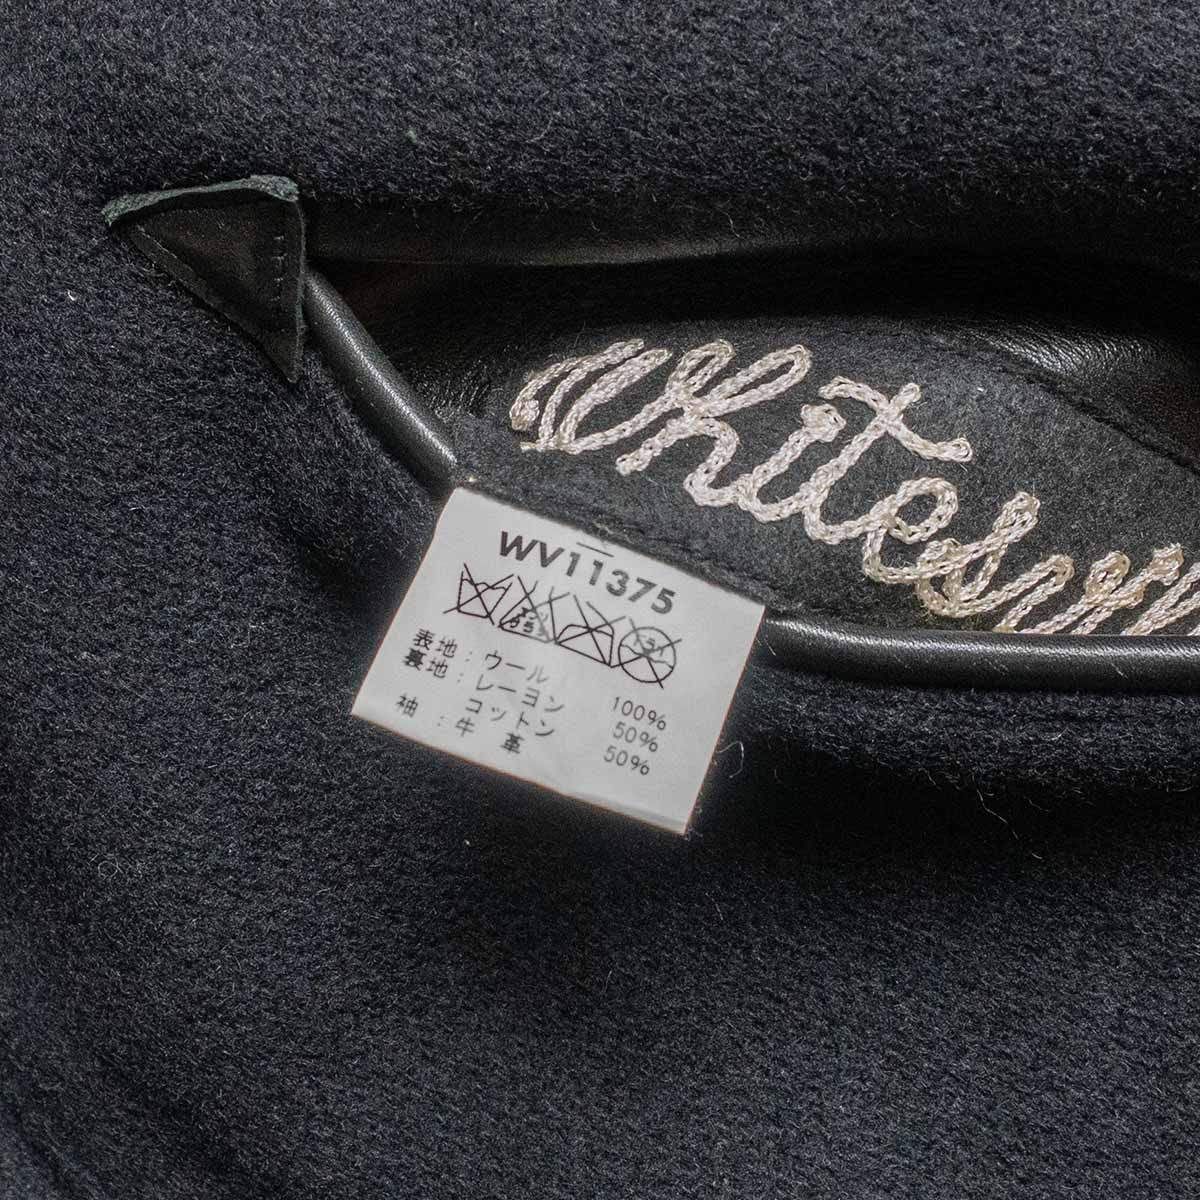 Whitesv
WV11375
表地:ウール 100%
裏地:レーヨン 50%
コットン 50%
袖:牛革